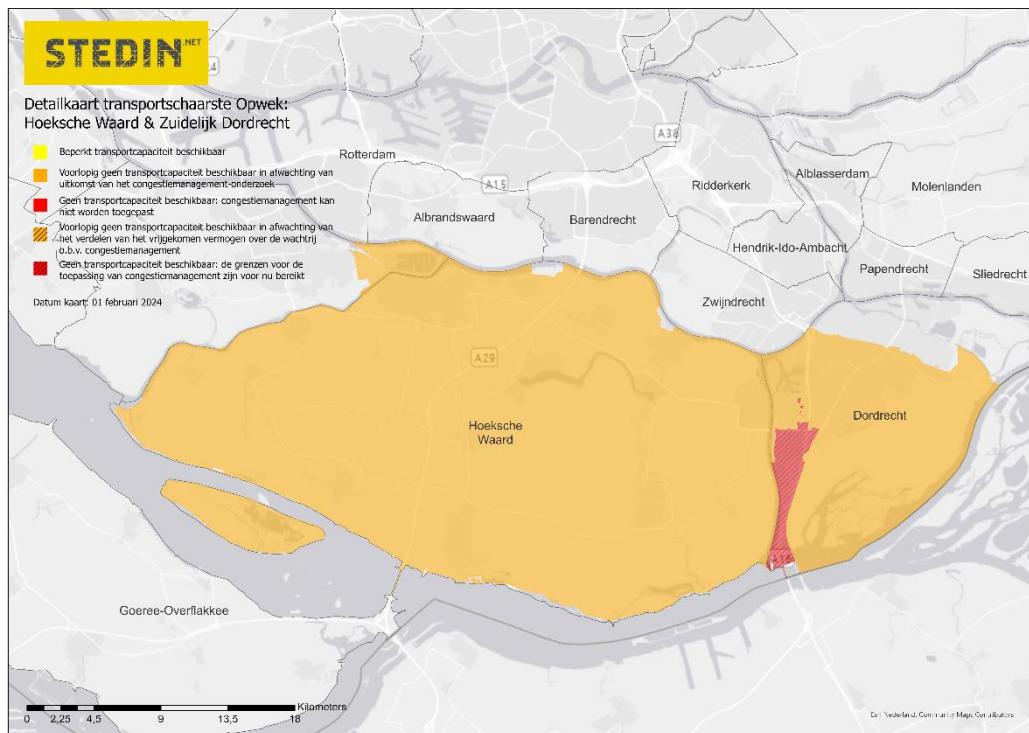 STEDIN.NET
Detailkaart transportschaarste Opwek:
Hoeksche Waard & Zuidelijk Dordrecht
Beperkt transportcapaciteit beschikbaar
Voorlopig geen transportcapaciteit beschikbaar in afwachting van
uitkomst van het congestiemanagement-onderzoek
Geen transportcapaciteit beschikbaar: congestiemanagement kan
niet worden toegepast
Voorlopig geen transportcapaciteit beschikbaar in afwachting van
het verdelen van het vrijgekomen vermogen over de wachtrij
o.b.v. congestiemanagement
Geen transportcapaciteit beschikbaar: de grenzen voor de
toepassing van congestiemanagement zijn voor nu bereikt
Datum kaart: 01 februari 2024
A38
Rotterdam
A15
Ridderkerk
Alblasserdam
Molenlanden
Albrandswaard
Barendrecht
Hendrik-Ido-Ambacht
Papendrecht
Sliedrecht
Zwijndrecht
A29
Dordrecht
Hoeksche
Waard
A16
Goeree-Overflakkee
Kilometers
0 2,25 4,5 9 13,5 18
Esri Nederland, Community Maps Contributors